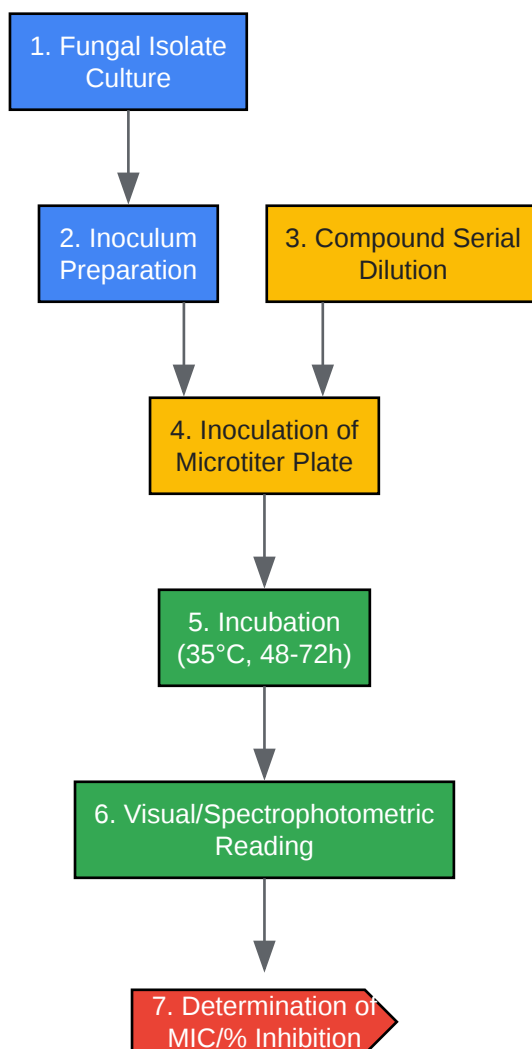 1. Fungal Isolate
Culture
2. Inoculum
Preparation
3. Compound Serial
Dilution
4. Inoculation of
Microtiter Plate
5. Incubation
(35°C, 48-72h)
6. Visual/Spectrophotometric
Reading
7. Determination of
MIC/% Inhibition